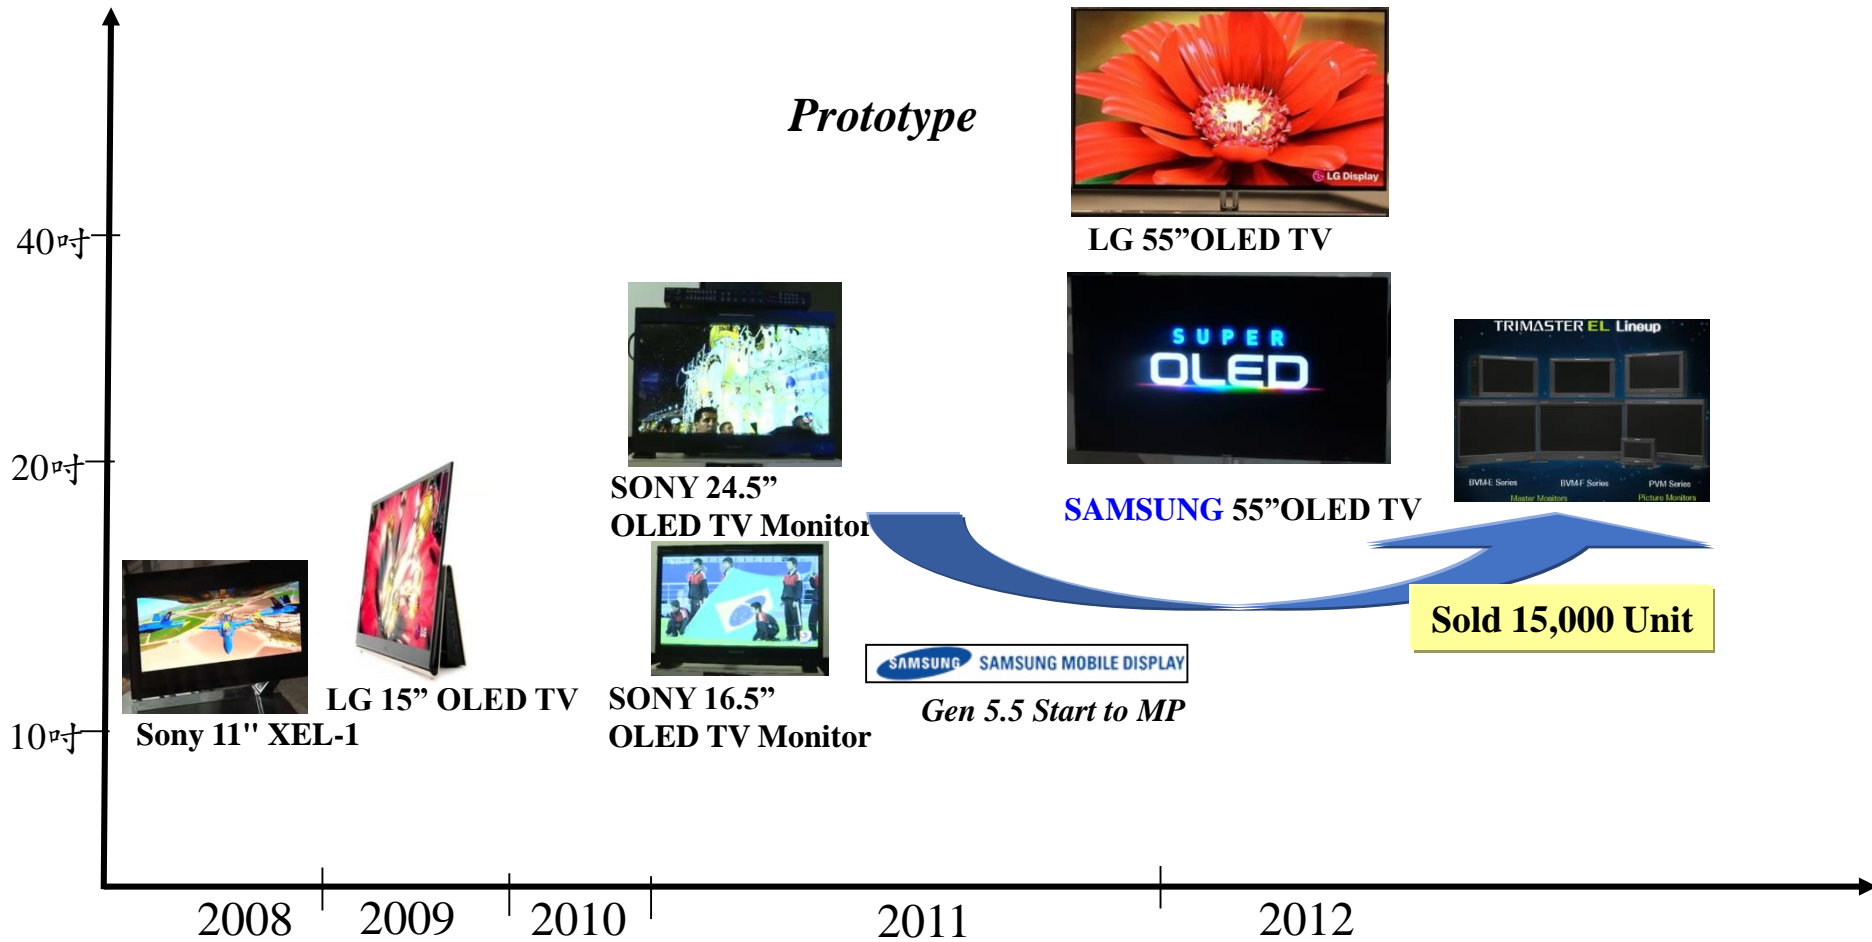 Prototype
LG Display
40吋
LG 55”OLED TV
SUPER
OLED
TRIMASTER EL Lineup
BVM-E Series
BVM-F Series
PVM Series
Master Monitors
Picture Monitors
20吋
SONY 24.5”
OLED TV Monitor
SAMSUNG 55”OLED TV
Sold 15,000 Unit
SAMSUNG
SAMSUNG MOBILE DISPLAY
Gen 5.5 Start to MP
LG 15” OLED TV
SONY 16.5”
OLED TV Monitor
10吋
Sony 11" XEL-1
2008
2009
2010
2011
2012